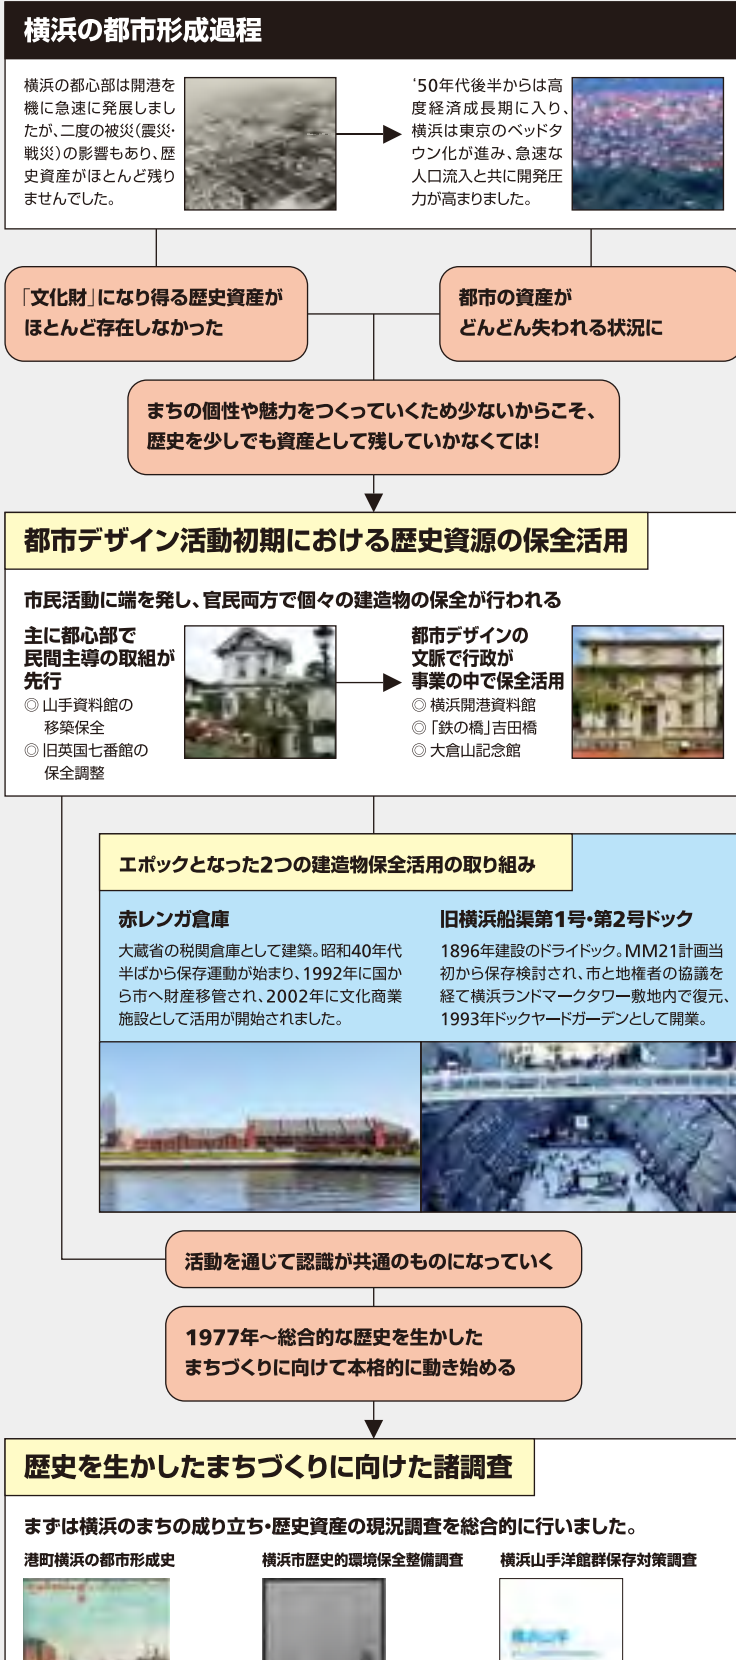 横浜の都市形成過程
横浜の都心部は開港を
機に急速に発展しまし
たが、二度の被災(震災・
戦災)の影響もあり、歴
史資産がほとんど残り
ませんでした。
'50年代後半からは高
度経済成長期に入り、
横浜は東京のベッドタ
ウン化が進み、急速な
人口流入と共に開発圧
力が高まりました。
「文化財」になり得る歴史資産が
ほとんど存在しなかった
都市の資産が
どんどん失われる状況に
まちの個性や魅力をつくっていくため少ないからこそ、
歴史を少しでも資産として残していかなくては!
都市デザイン活動初期における歴史資源の保全活用
市民活動に端を発し、官民両方で個々の建造物の保全が行われる
主に都心部で
民間主導の取組が
先行
◎ 山手資料館の
移築保全
◎ 旧英国七番館の
保全調整
都市デザインの
文脈で行政が
事業の中で保全活用
◎ 横浜開港資料館
◎ 「鉄の橋」吉田橋
◎ 大倉山記念館
エポックとなった2つの建造物保全活用の取り組み
赤レンガ倉庫
大蔵省の税関倉庫として建築。昭和40年代
半ばから保存運動が始まり、1992年に国か
ら市へ財産移管され、2002年に文化商業
施設として活用が開始されました。
旧横浜船渠第1号・第2号ドック
1896年建設のドライドック。MM21計画当
初から保存検討され、市と地権者の協議を
経て横浜ランドマークタワー敷地内で復元、
1993年ドックヤードガーデンとして開業。
活動を通じて認識が共通のものになっていく
1977年〜総合的な歴史を生かした
まちづくりに向けて本格的に動き始める
歴史を生かしたまちづくりに向けた諸調査
まずは横浜のまちの成り立ち・歴史資産の現況調査を総合的に行いました。
港町横浜の都市形成史
横浜市歴史的環境保全整備調査
横浜山手洋館群保存対策調査